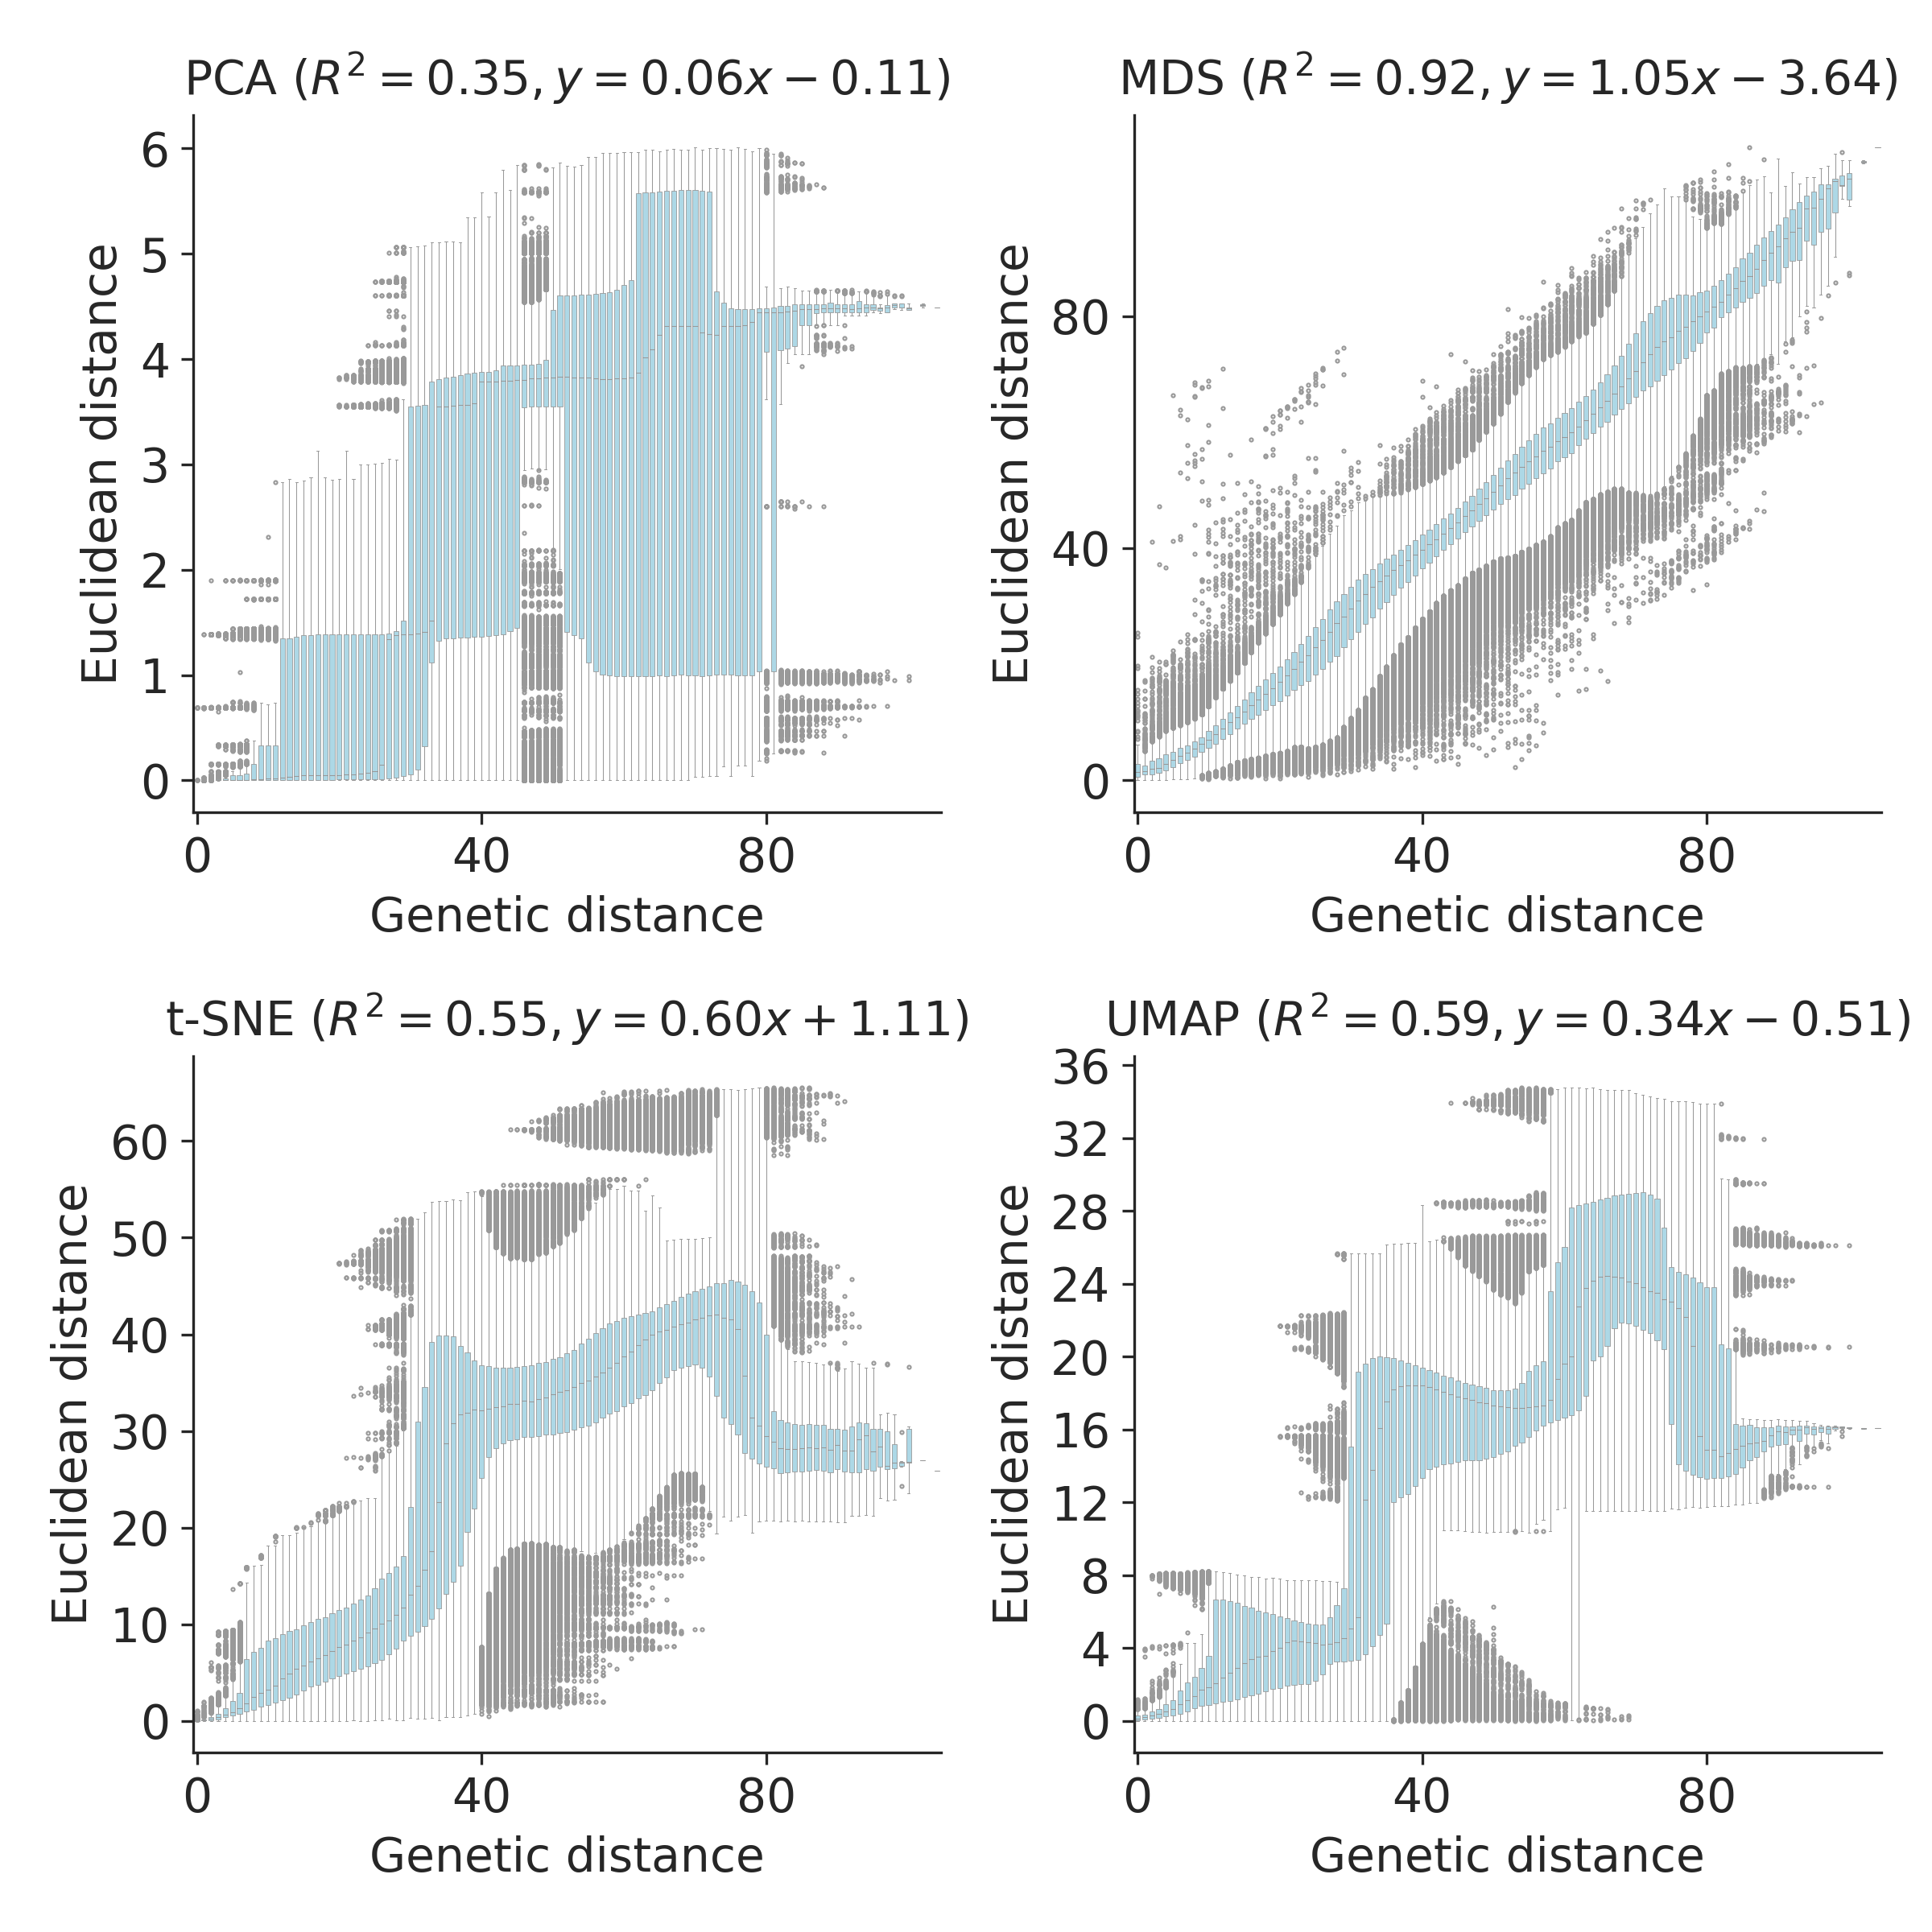 PCA (R² = 0.35, y = 0.06x − 0.11)
6
5
4
3
2
1
0
Euclidean distance
0 40 80
Genetic distance
MDS (R² = 0.92, y = 1.05x − 3.64)
80
40
0
Euclidean distance
0 40 80
Genetic distance
t-SNE (R² = 0.55, y = 0.60x + 1.11)
60
50
40
30
20
10
0
Euclidean distance
0 40 80
Genetic distance
UMAP (R² = 0.59, y = 0.34x − 0.51)
36
32
28
24
20
16
12
8
4
0
Euclidean distance
0 40 80
Genetic distance